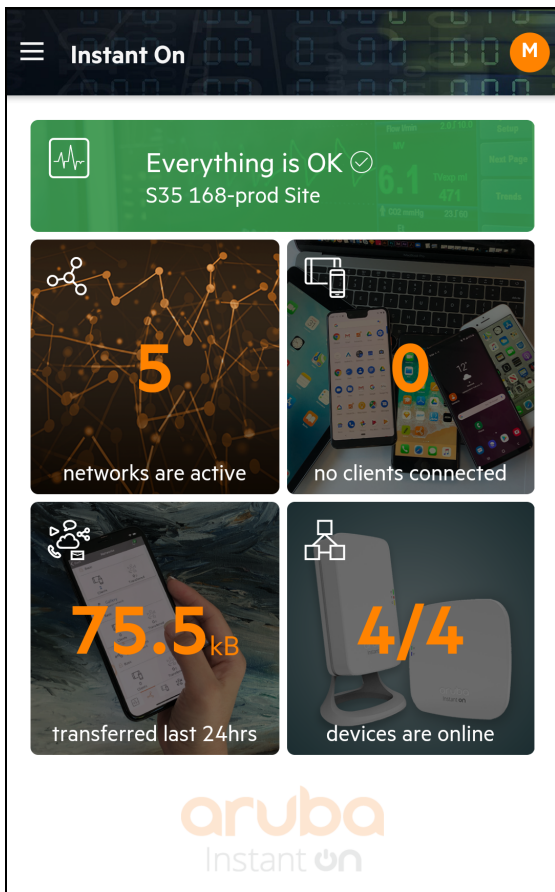 Instant On
M
Everything is OK
S35 168-prod Site
5
networks are active
0
no clients connected
75.5kB
transferred last 24hrs
4/4
devices are online
aruba
Instant on